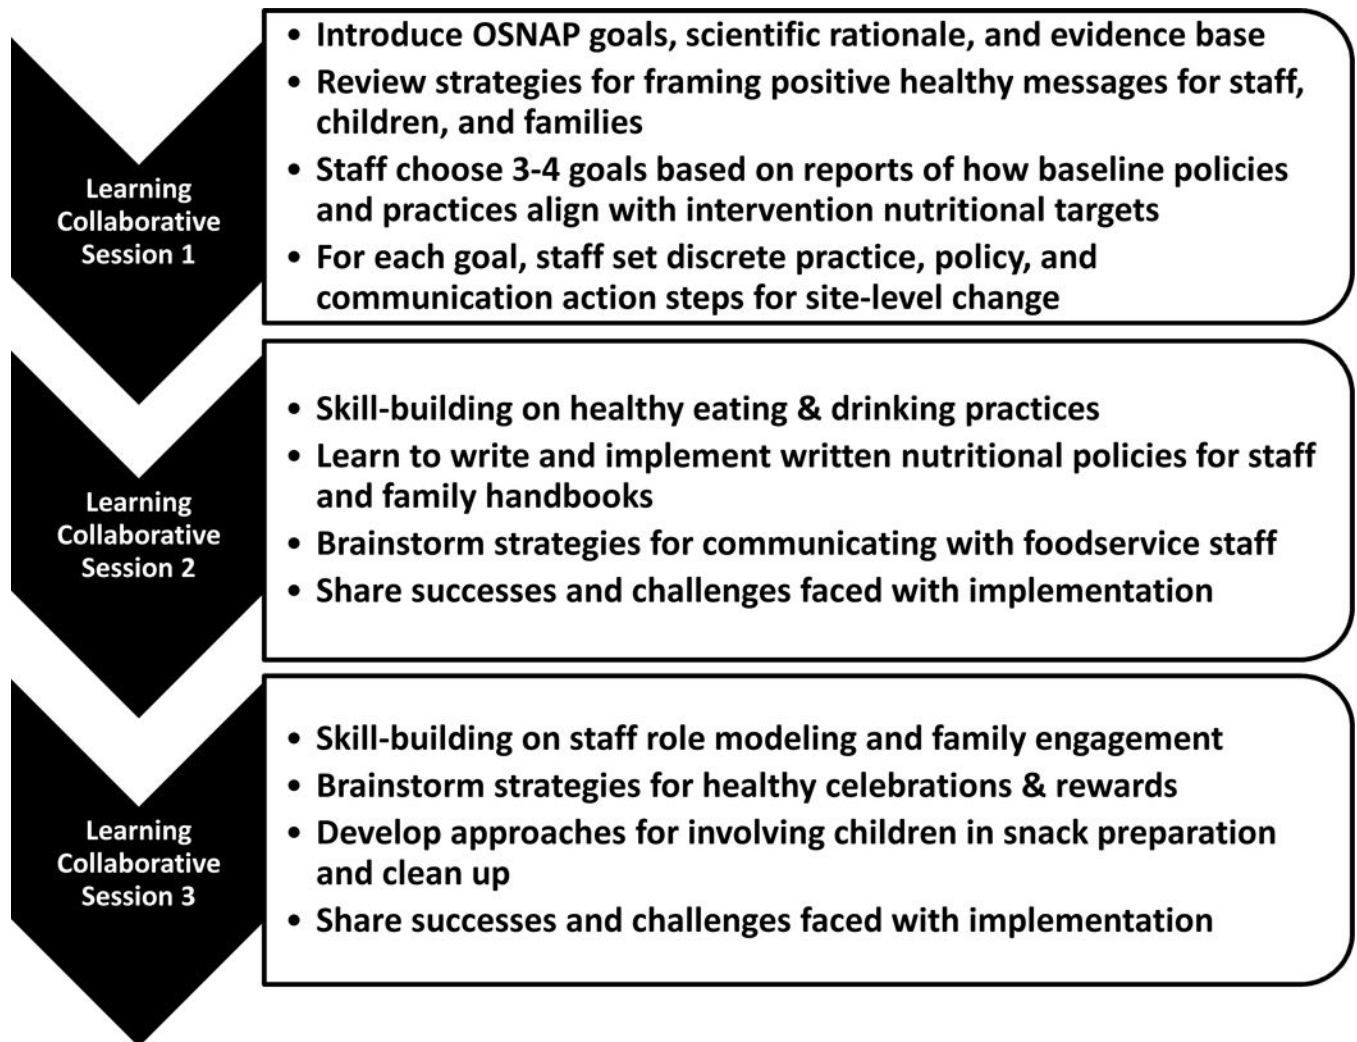 Learning
Collaborative
Session 1
• Introduce OSNAP goals, scientific rationale, and evidence base
• Review strategies for framing positive healthy messages for staff,
children, and families
• Staff choose 3-4 goals based on reports of how baseline policies
and practices align with intervention nutritional targets
• For each goal, staff set discrete practice, policy, and
communication action steps for site-level change
Learning
Collaborative
Session 2
• Skill-building on healthy eating & drinking practices
• Learn to write and implement written nutritional policies for staff
and family handbooks
• Brainstorm strategies for communicating with foodservice staff
• Share successes and challenges faced with implementation
Learning
Collaborative
Session 3
• Skill-building on staff role modeling and family engagement
• Brainstorm strategies for healthy celebrations & rewards
• Develop approaches for involving children in snack preparation
and clean up
• Share successes and challenges faced with implementation